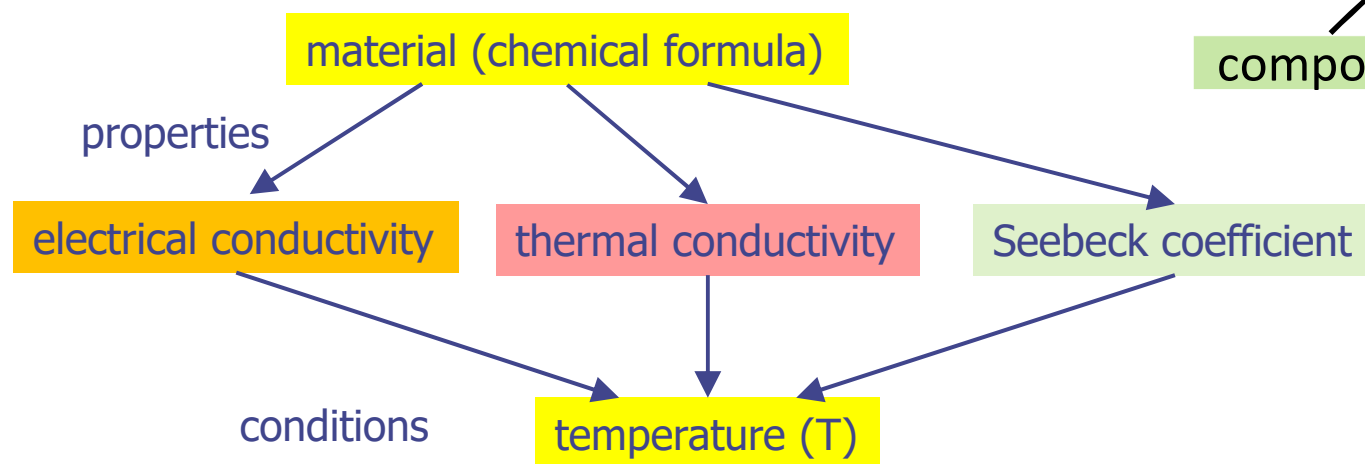 material (chemical formula)
compo
properties
electrical conductivity
thermal conductivity
Seebeck coefficient
conditions
temperature (T)